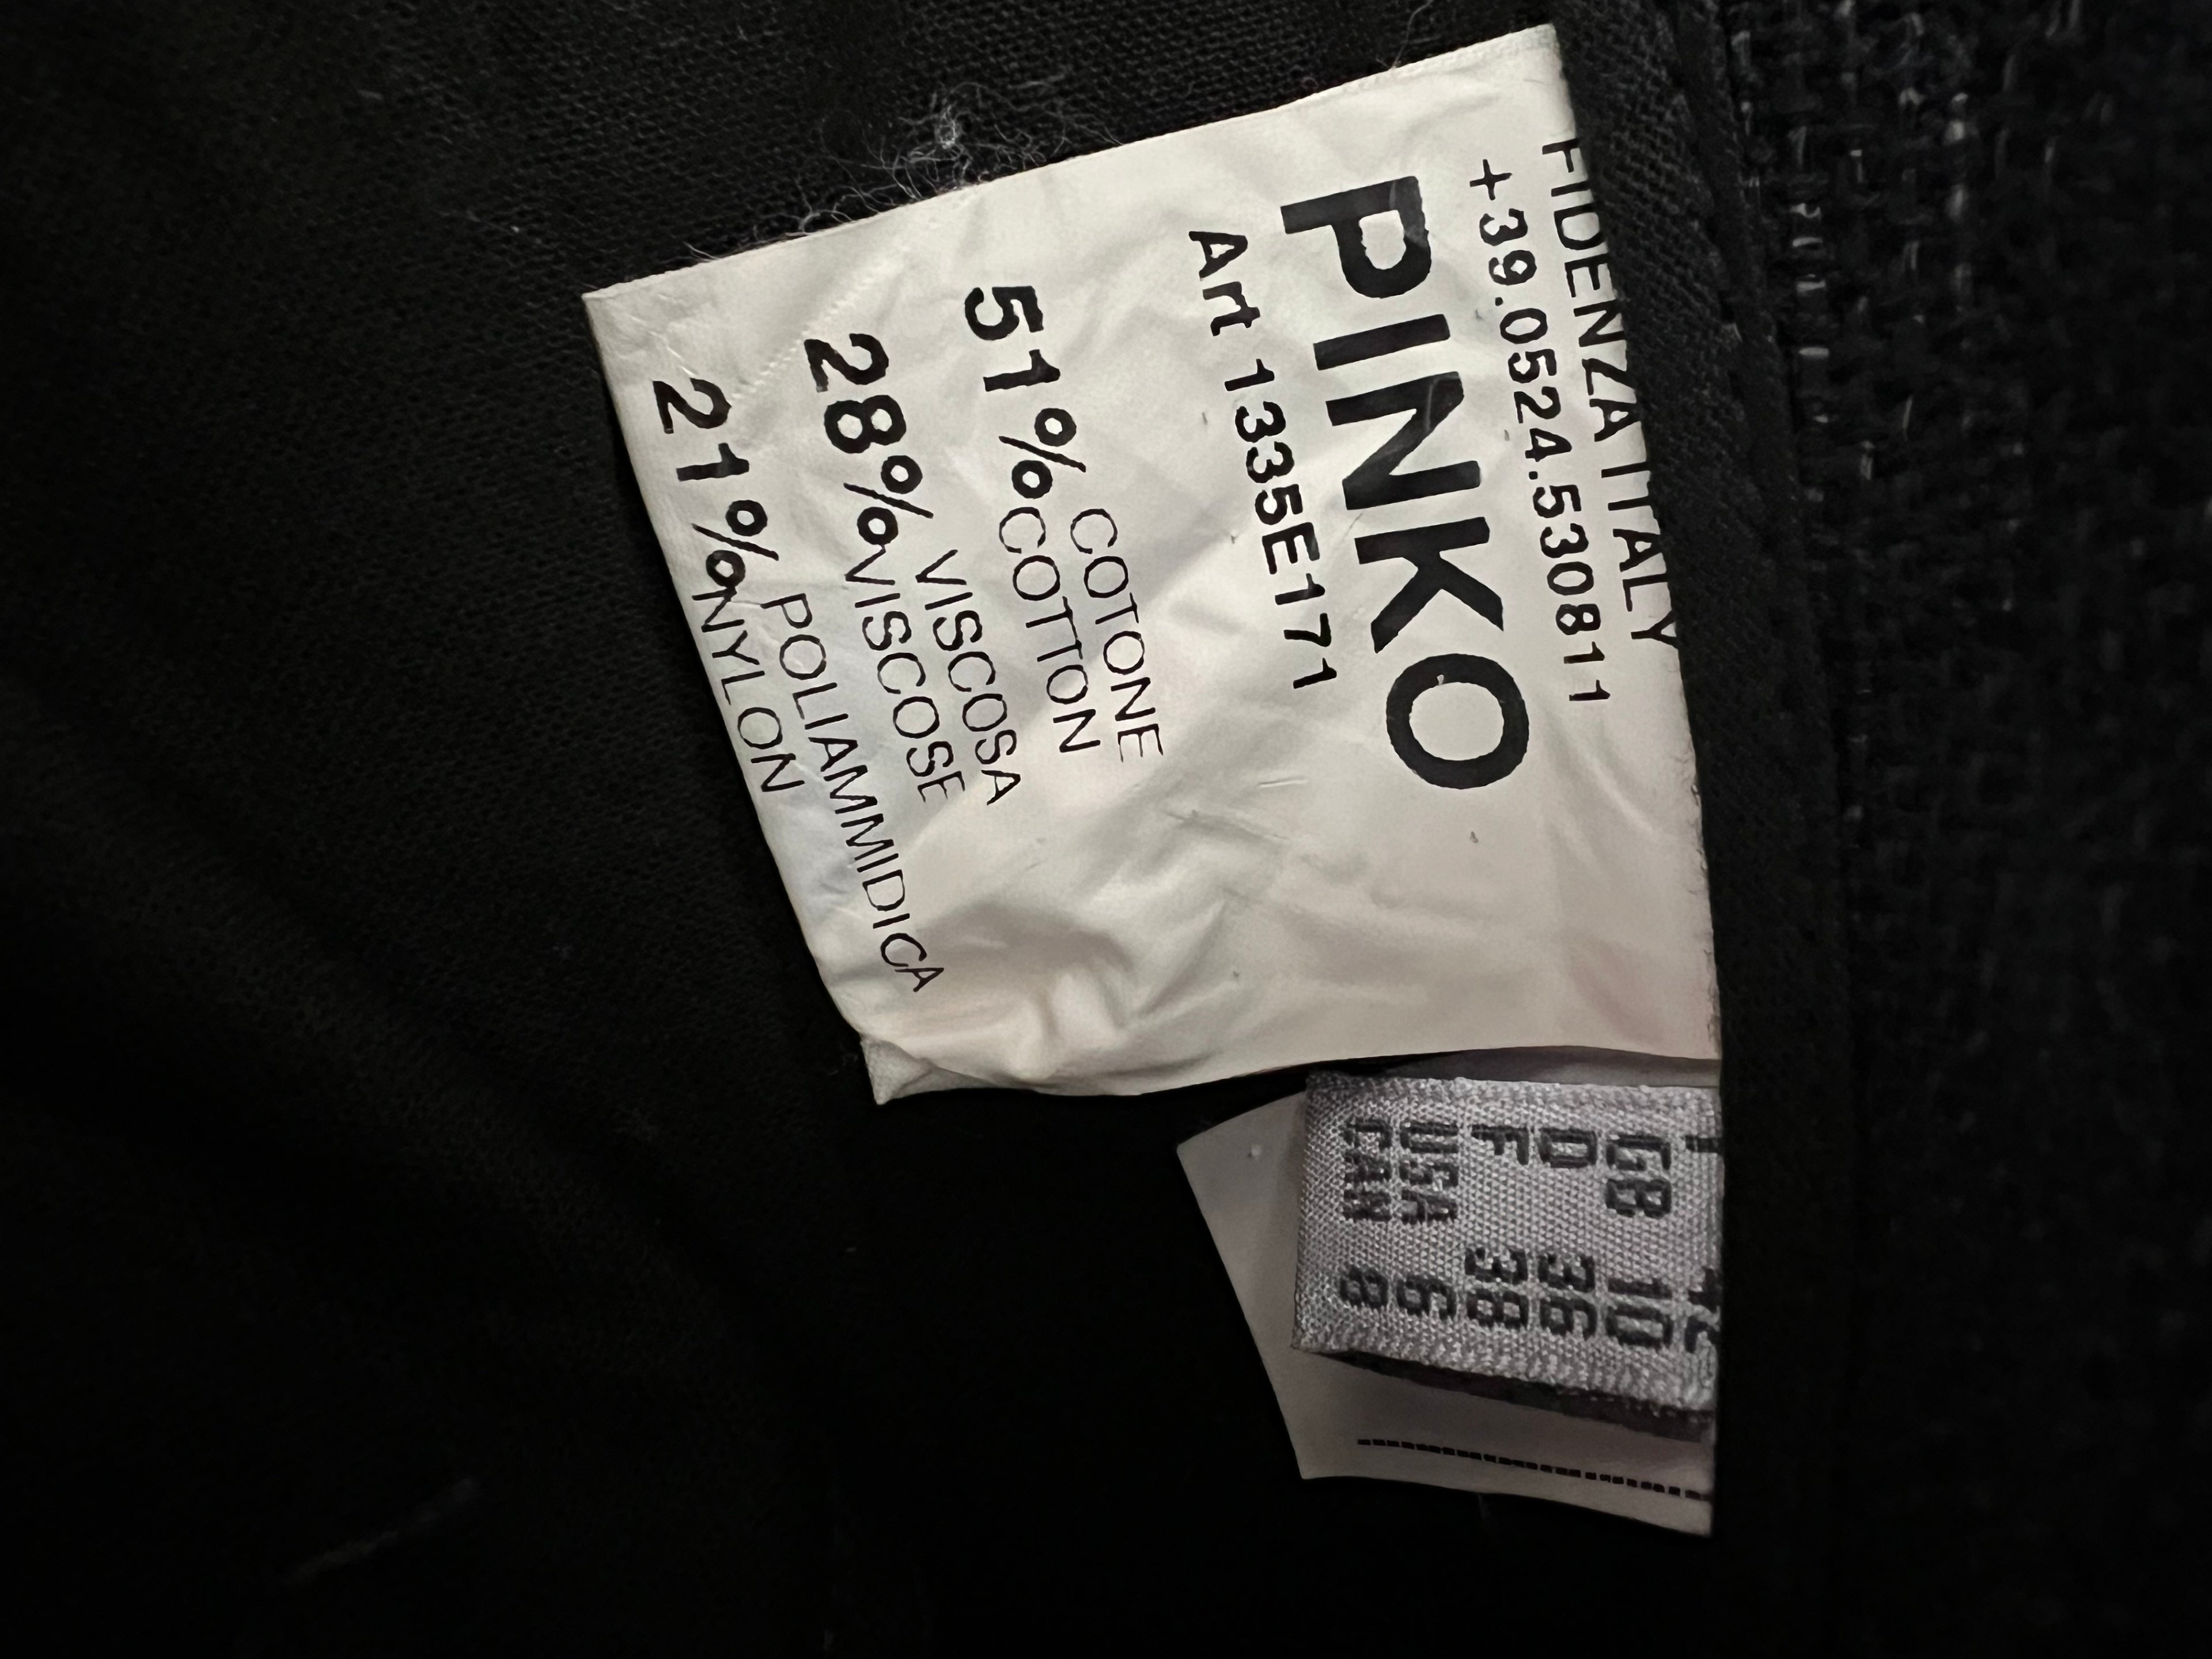 FIDENZA ITALY
+39.0524.530811
PINKO
Art 1335E171
COTONE
51%COTTON
VISCOSA
28%VISCOSE
POLIAMMIDICA
21%NYLON
GB 10
D 36
F 38
USA 6
CAN 8